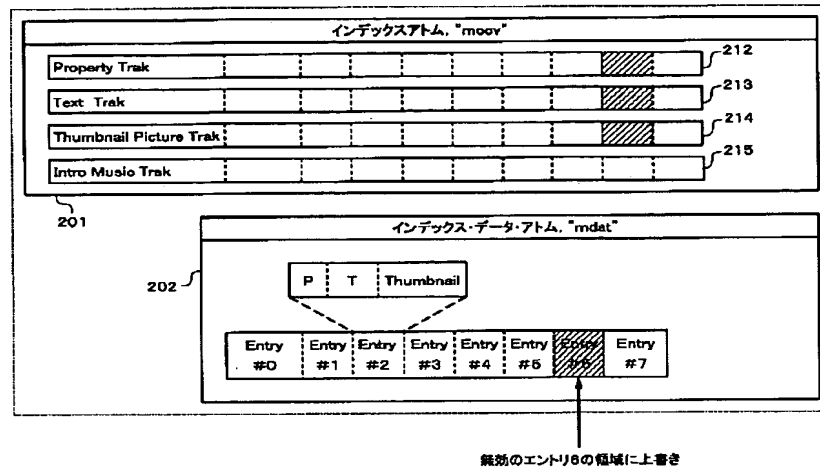 インデックスアトム, "moov"
Property Trak
212
Text Trak
213
Thumbnail Picture Trak
214
Intro Music Trak
215
201
インデックス・データ・アトム, "mdat"
202
P T Thumbnail
Entry #0
Entry #1
Entry #2
Entry #3
Entry #4
Entry #5
Entry #6
Entry #7
無効のエントリ6の領域に上書き